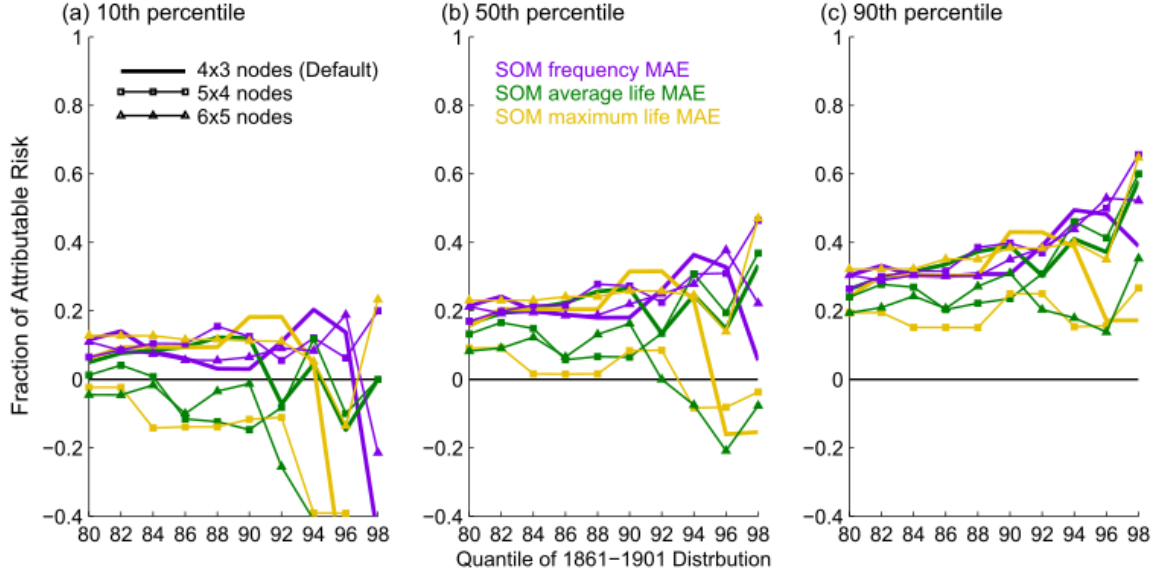 (a) 10th percentile
(b) 50th percentile
(c) 90th percentile
Fraction of Attributable Risk
1
0.8
0.6
0.4
0.2
0
−0.2
−0.4
80 82 84 86 88 90 92 94 96 98
4x3 nodes (Default)
5x4 nodes
6x5 nodes
1
0.8
0.6
0.4
0.2
0
−0.2
−0.4
80 82 84 86 88 90 92 94 96 98
SOM frequency MAE
SOM average life MAE
SOM maximum life MAE
1
0.8
0.6
0.4
0.2
0
−0.2
−0.4
80 82 84 86 88 90 92 94 96 98
Quantile of 1861−1901 Distrbution